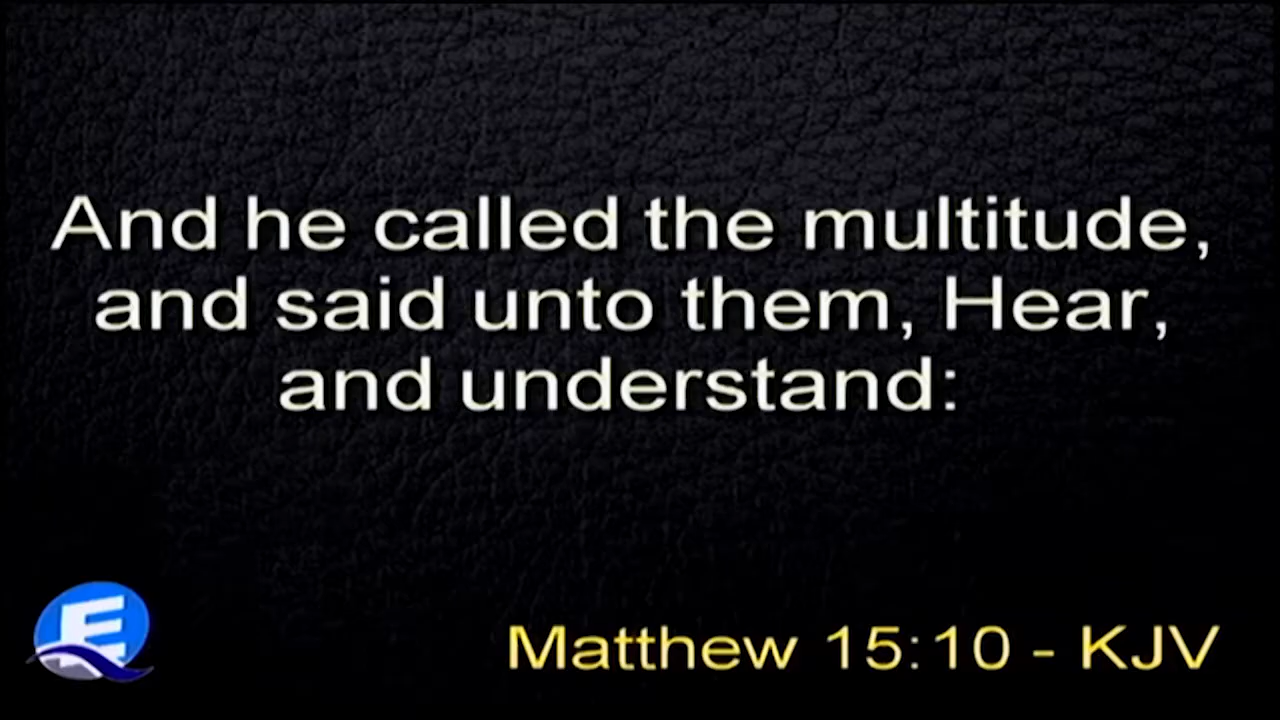 And he called the multitude,
and said unto them, Hear,
and understand:
E
Matthew 15:10 - KJV